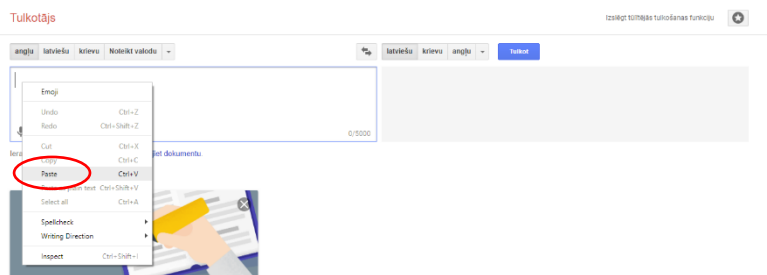 Tulkotājs
Izslēgt tūlītējās tulkošanas funkciju
angļu latviešu krievu Noteikt valodu
latviešu krievu angļu Tulkot
Emoji
Undo Ctrl+Z
Redo Ctrl+Shift+Z
0/5000
Cut Ctrl+X
Copy Ctrl+C
jiet dokumentu
Paste Ctrl+V
text Ctrl+Shift+V
Select all Ctrl+A
Spellcheck
Writing Direction
Inspect Ctrl+Shift+I